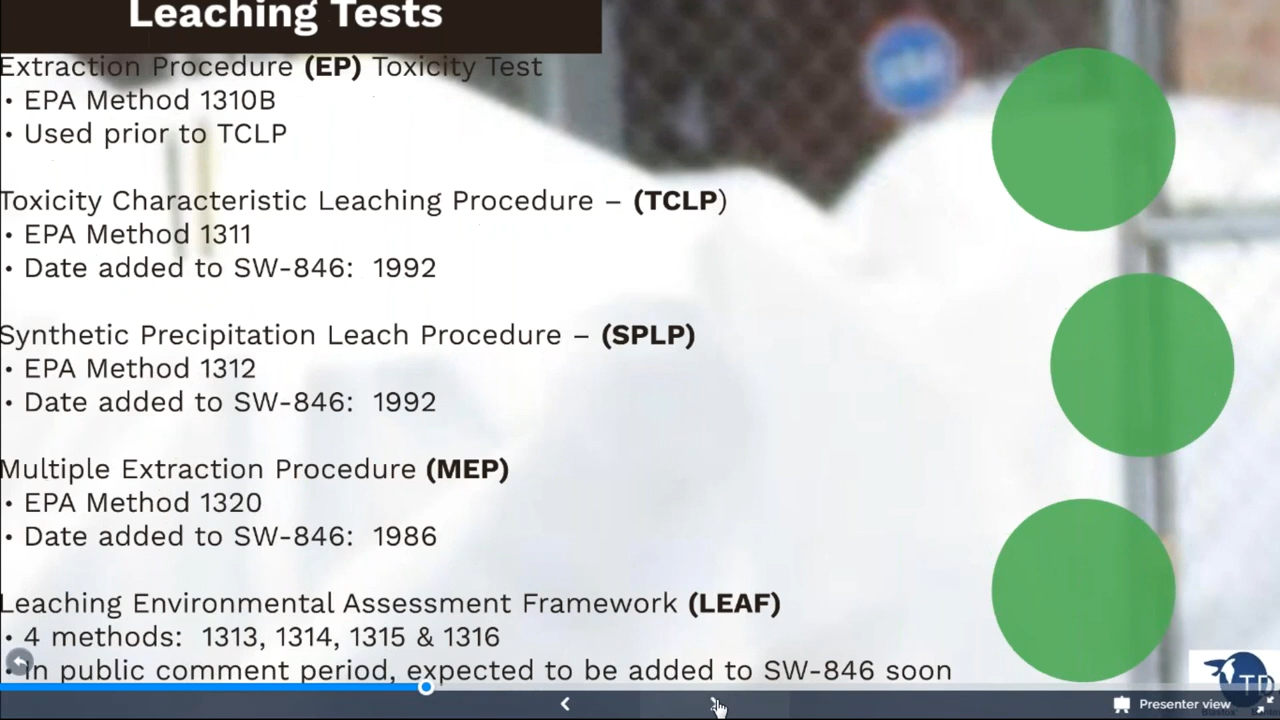 Leaching Tests
Extraction Procedure (EP) Toxicity Test
• EPA Method 1310B
• Used prior to TCLP
Toxicity Characteristic Leaching Procedure – (TCLP)
• EPA Method 1311
• Date added to SW-846:  1992
Synthetic Precipitation Leach Procedure – (SPLP)
• EPA Method 1312
• Date added to SW-846:  1992
Multiple Extraction Procedure (MEP)
• EPA Method 1320
• Date added to SW-846:  1986
Leaching Environmental Assessment Framework (LEAF)
• 4 methods:  1313, 1314, 1315 & 1316
• In public comment period, expected to be added to SW-846 soon
TD
Presenter view